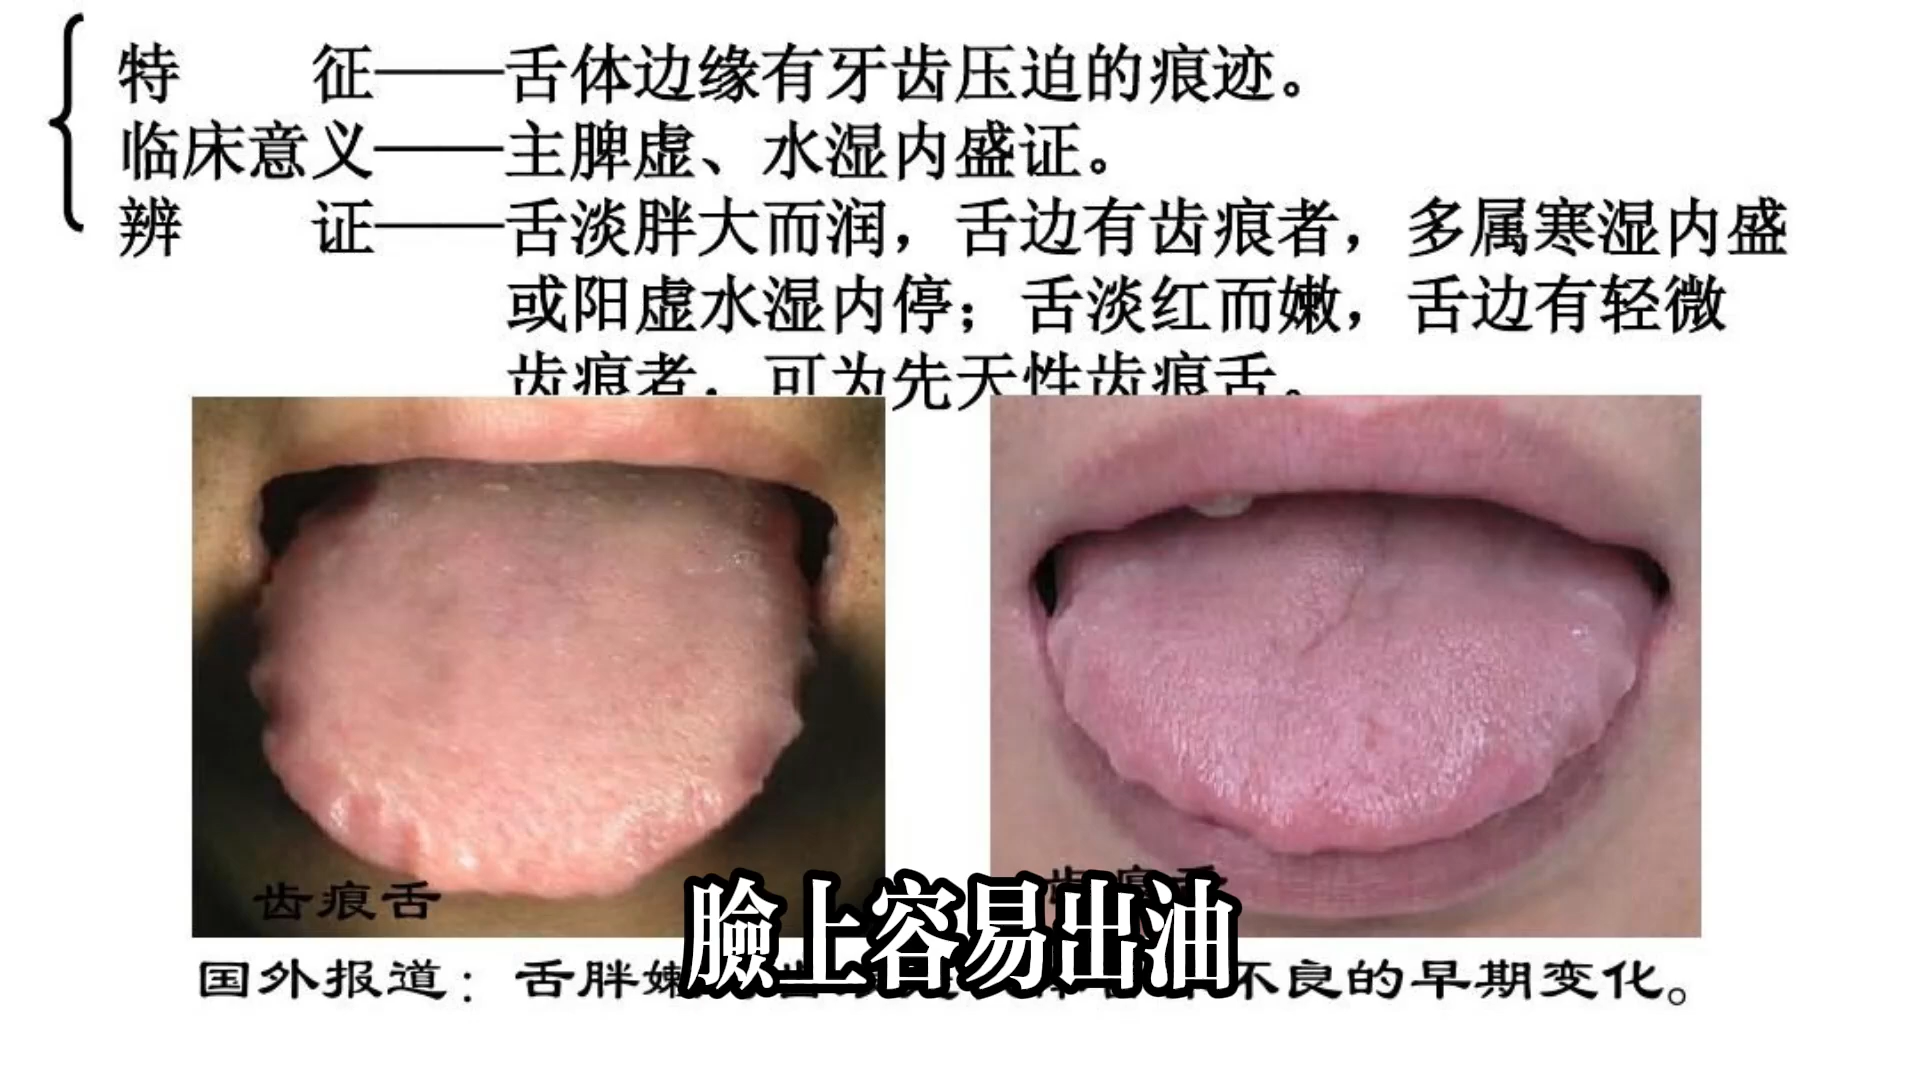 特 征——舌体边缘有牙齿压迫的痕迹。
临床意义——主脾虚、水湿内盛证。
辨 证——舌淡胖大而润，舌边有齿痕者，多属寒湿内盛
或阳虚水湿内停；舌淡红而嫩，舌边有轻微
齿痕者，可为先天性齿痕舌。
齿痕舌
臉上容易出油
国外报道：舌胖嫩
不良的早期变化。